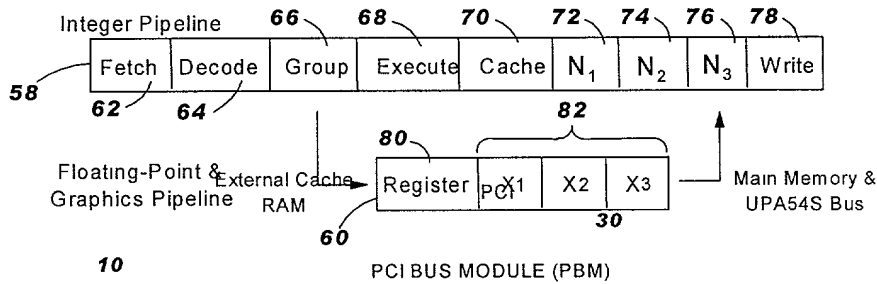 66 68 70 72 74 76 78
Integer Pipeline
58 Fetch Decode Group Execute Cache N1 N2 N3 Write
62 64
82
80
Floating-Point & Graphics Pipeline
External Cache RAM
Register X1 X2 X3
PCI
60
30
Main Memory & UPA54S Bus
10
PCI BUS MODULE (PBM)